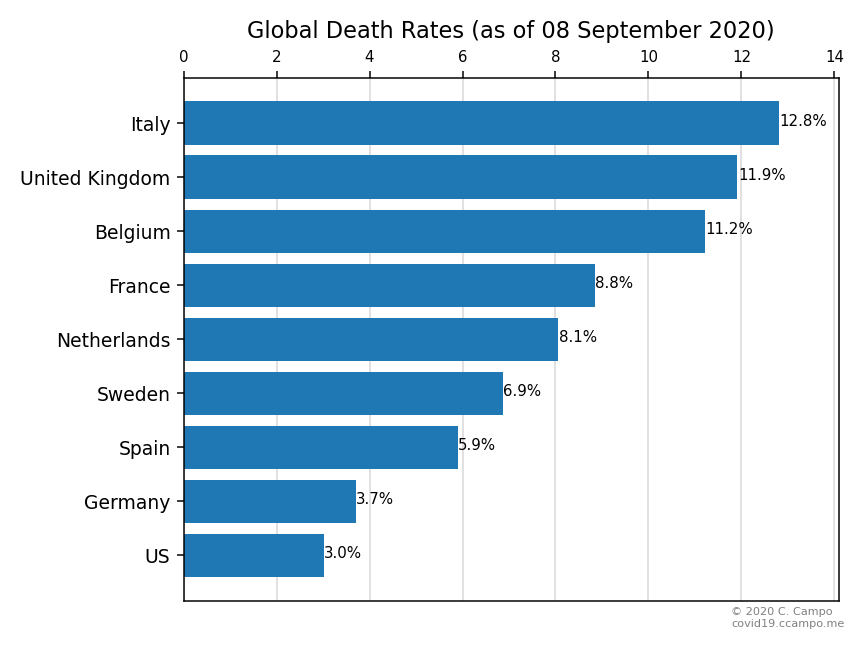 Global Death Rates (as of 08 September 2020)
0 2 4 6 8 10 12 14
Italy 12.8%
United Kingdom 11.9%
Belgium 11.2%
France 8.8%
Netherlands 8.1%
Sweden 6.9%
Spain 5.9%
Germany 3.7%
US 3.0%
© 2020 C. Campo
covid19.ccampo.me